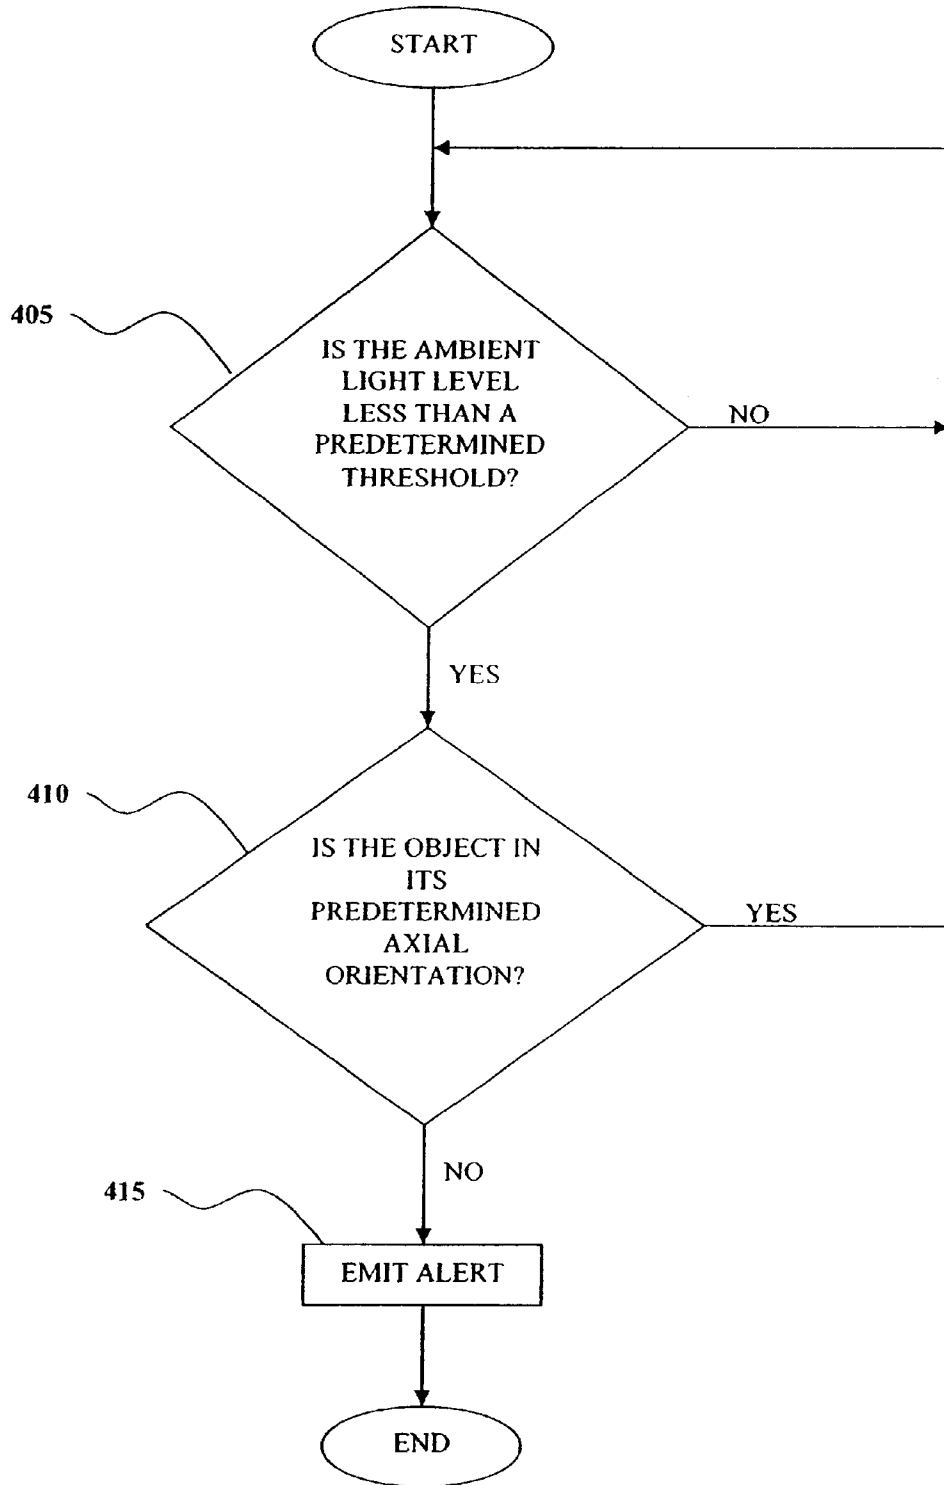 START
405
IS THE AMBIENT
LIGHT LEVEL
LESS THAN A
PREDETERMINED
THRESHOLD?
NO
YES
410
IS THE OBJECT IN
ITS
PREDETERMINED
AXIAL
ORIENTATION?
YES
NO
415
EMIT ALERT
END